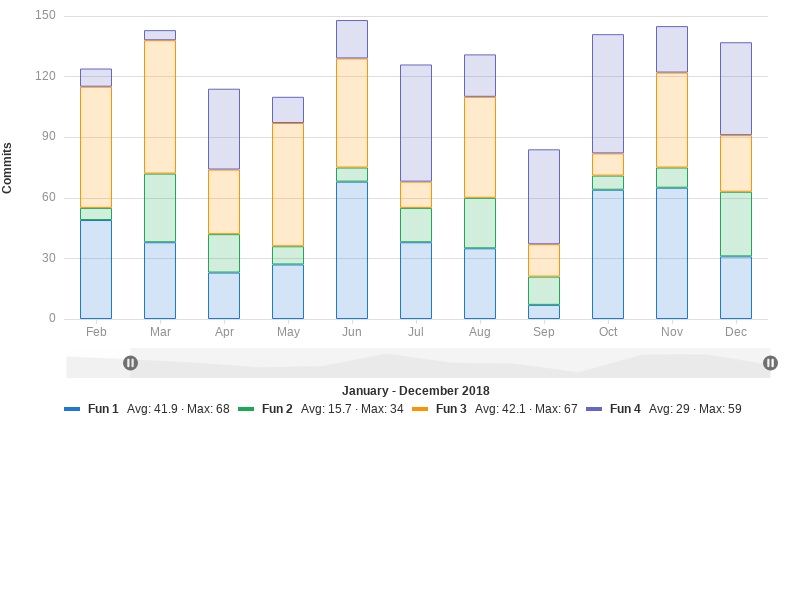 150
120
90
60
30
0
Commits
Feb Mar Apr May Jun Jul Aug Sep Oct Nov Dec
January - December 2018
Fun 1 Avg: 41.9 · Max: 68 Fun 2 Avg: 15.7 · Max: 34 Fun 3 Avg: 42.1 · Max: 67 Fun 4 Avg: 29 · Max: 59